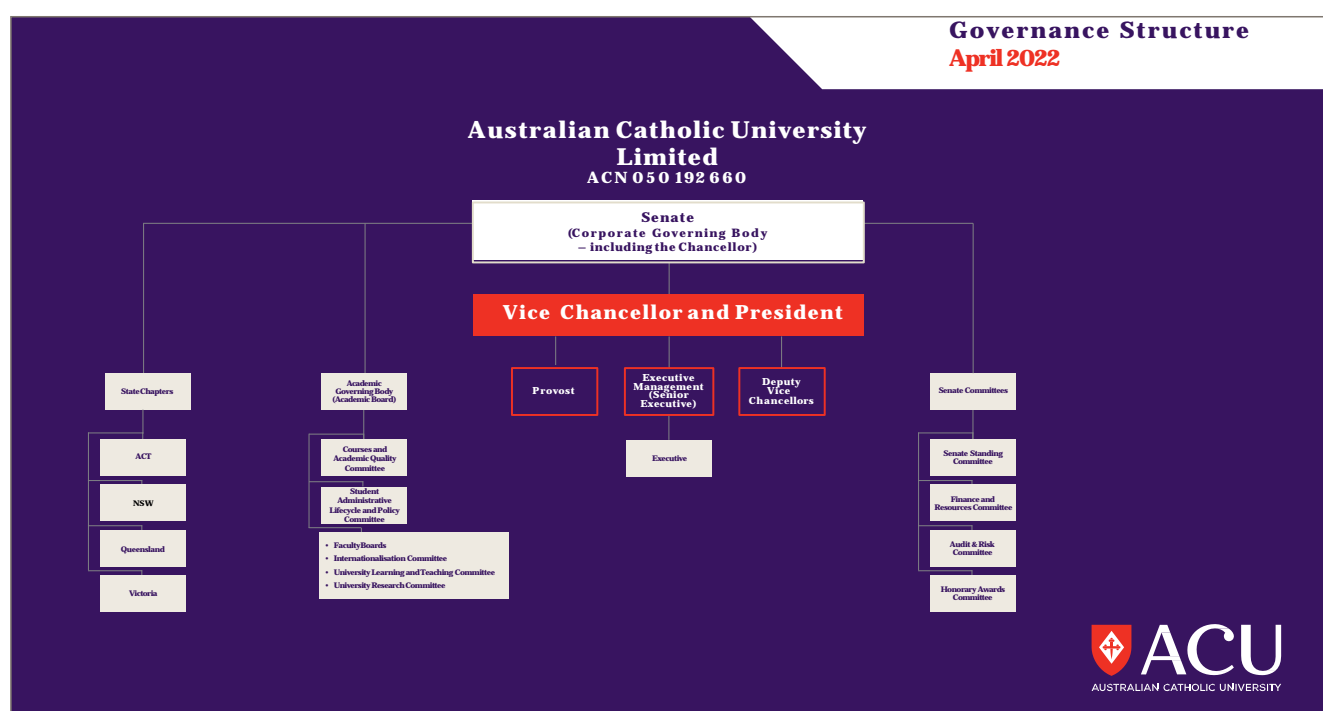 Governance Structure
April 2022
Australian Catholic University
Limited
ACN 050 192 660
Senate
(Corporate Governing Body
– including the Chancellor)
Vice Chancellor and President
State Chapters
Academic
Governing Body
(Academic Board)
Provost
Executive
Management
(Senior
Executive)
Deputy
Vice
Chancellors
Senate Committees
ACT
NSW
Queensland
Victoria
Courses and
Academic Quality
Committee
Student
Administrative
Lifecycle and Policy
Committee
• Faculty Boards
• Internationalisation Committee
• University Learning and Teaching Committee
• University Research Committee
Executive
Senate Standing
Committee
Finance and
Resources Committee
Audit & Risk
Committee
Honorary Awards
Committee
ACU
AUSTRALIAN CATHOLIC UNIVERSITY